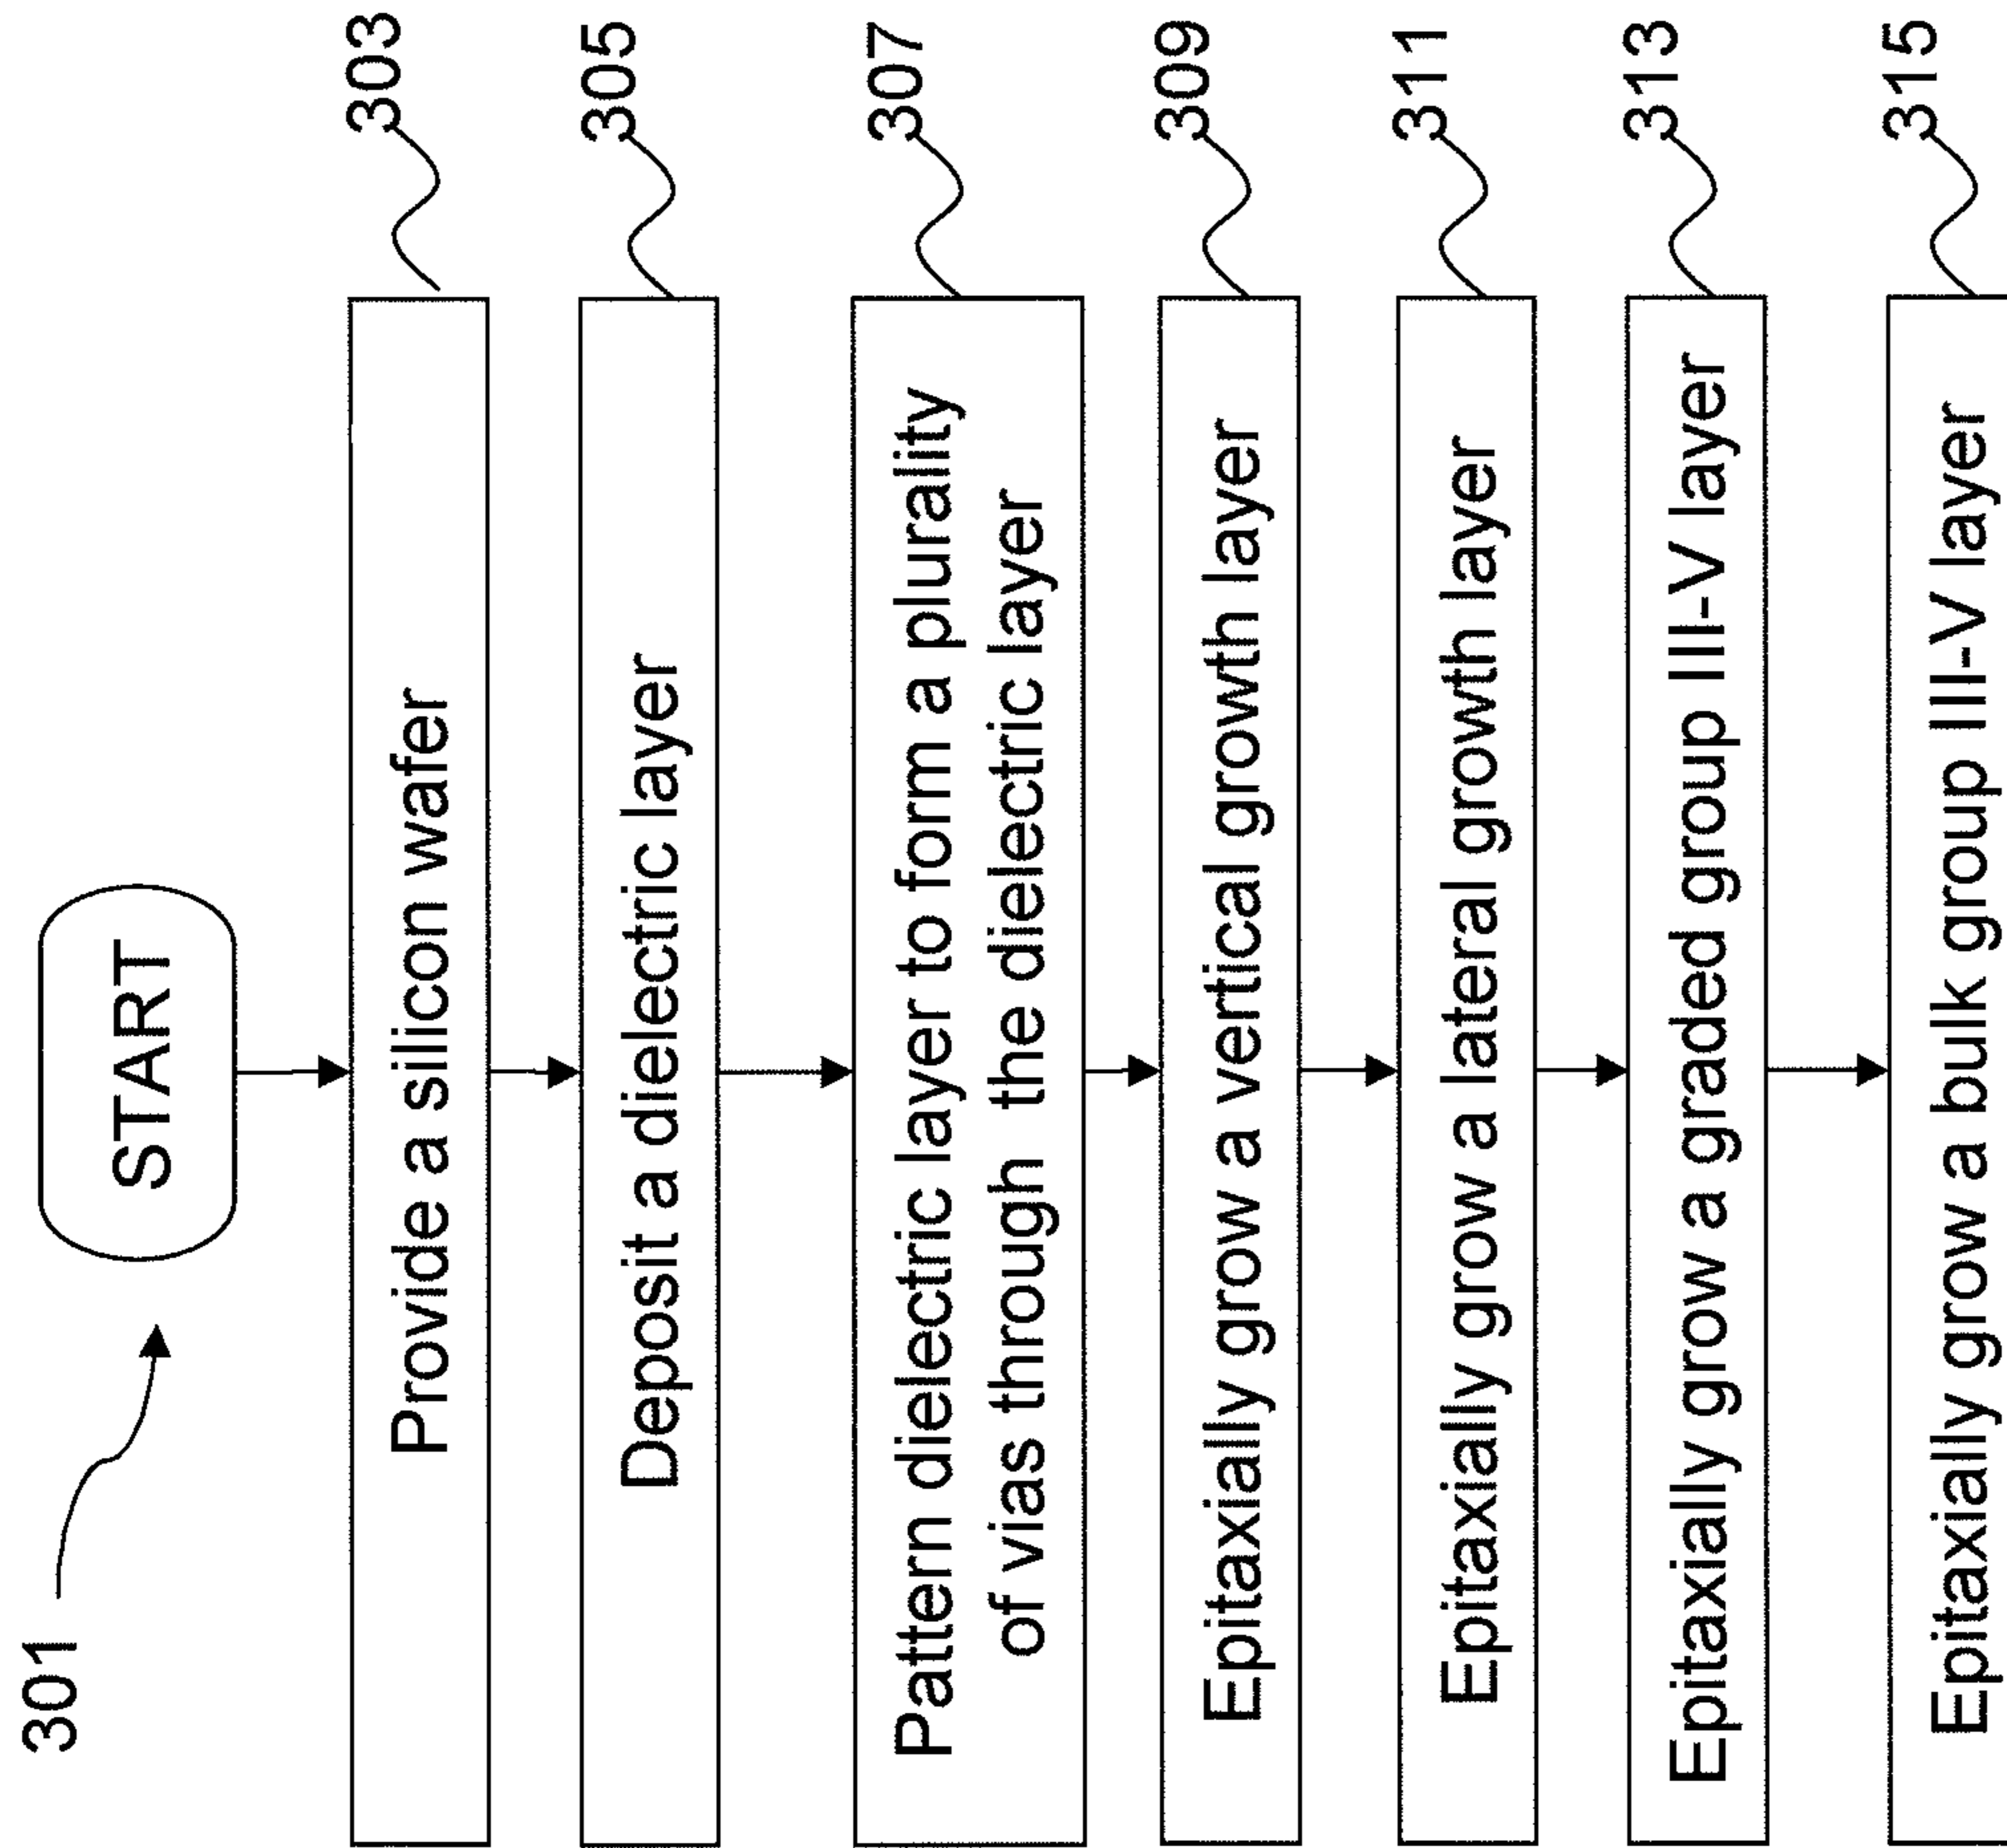 301
START
Provide a silicon wafer
303
Deposit a dielectric layer
305
Pattern dielectric layer to form a plurality
of vias through the dielectric layer
307
Epitaxially grow a vertical growth layer
309
Epitaxially grow a lateral growth layer
311
Epitaxially grow a graded group III-V layer
313
Epitaxially grow a bulk group III-V layer
315